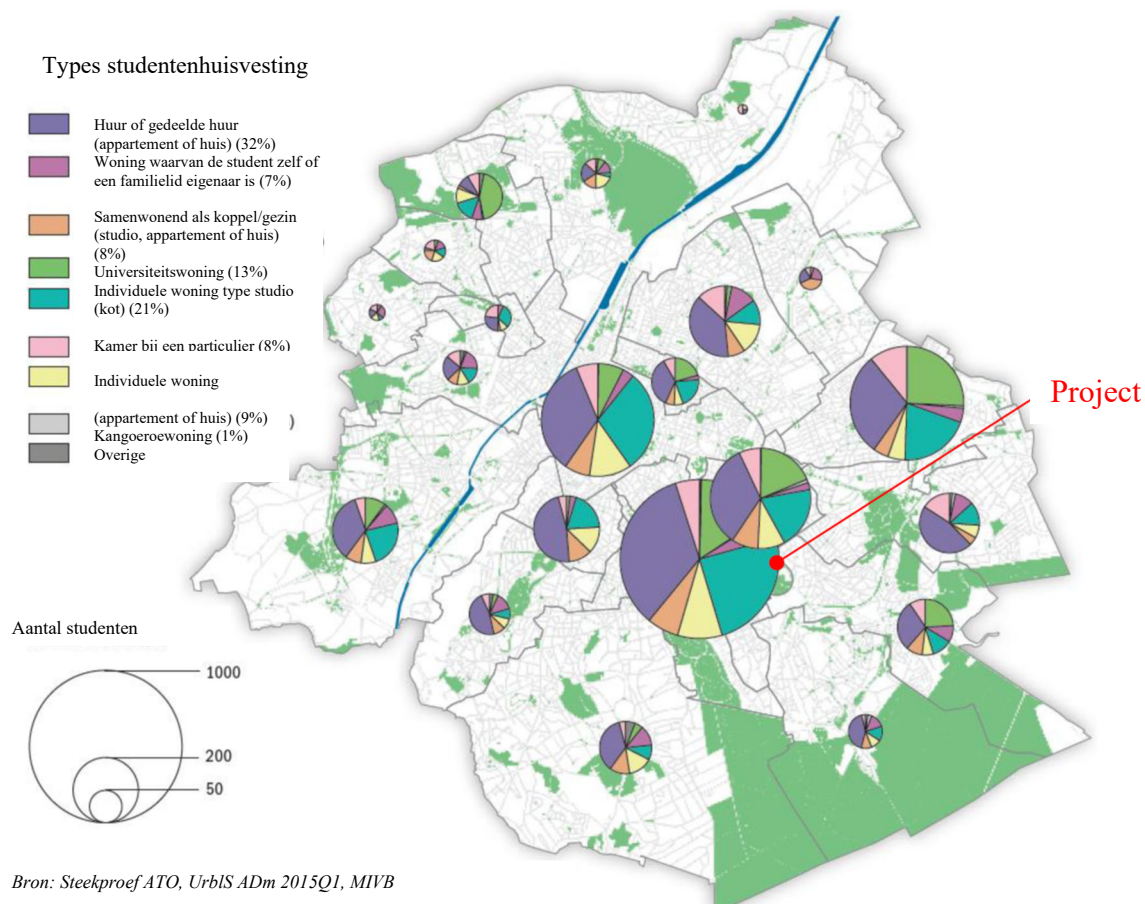 Types studentenhuisvesting
Huur of gedeelde huur
(appartement of huis) (32%)
Woning waarvan de student zelf of
een familielid eigenaar is (7%)
Samenwonend als koppel/gezin
(studio, appartement of huis)
(8%)
Universiteitswoning (13%)
Individuele woning type studio
(kot) (21%)
Kamer bij een particulier (8%)
Individuele woning
(appartement of huis) (9%)
Kangoeroewoning (1%)
Overige
Project
Aantal studenten
1000
200
50
Bron: Steekproef ATO, UrblS ADm 2015Q1, MIVB